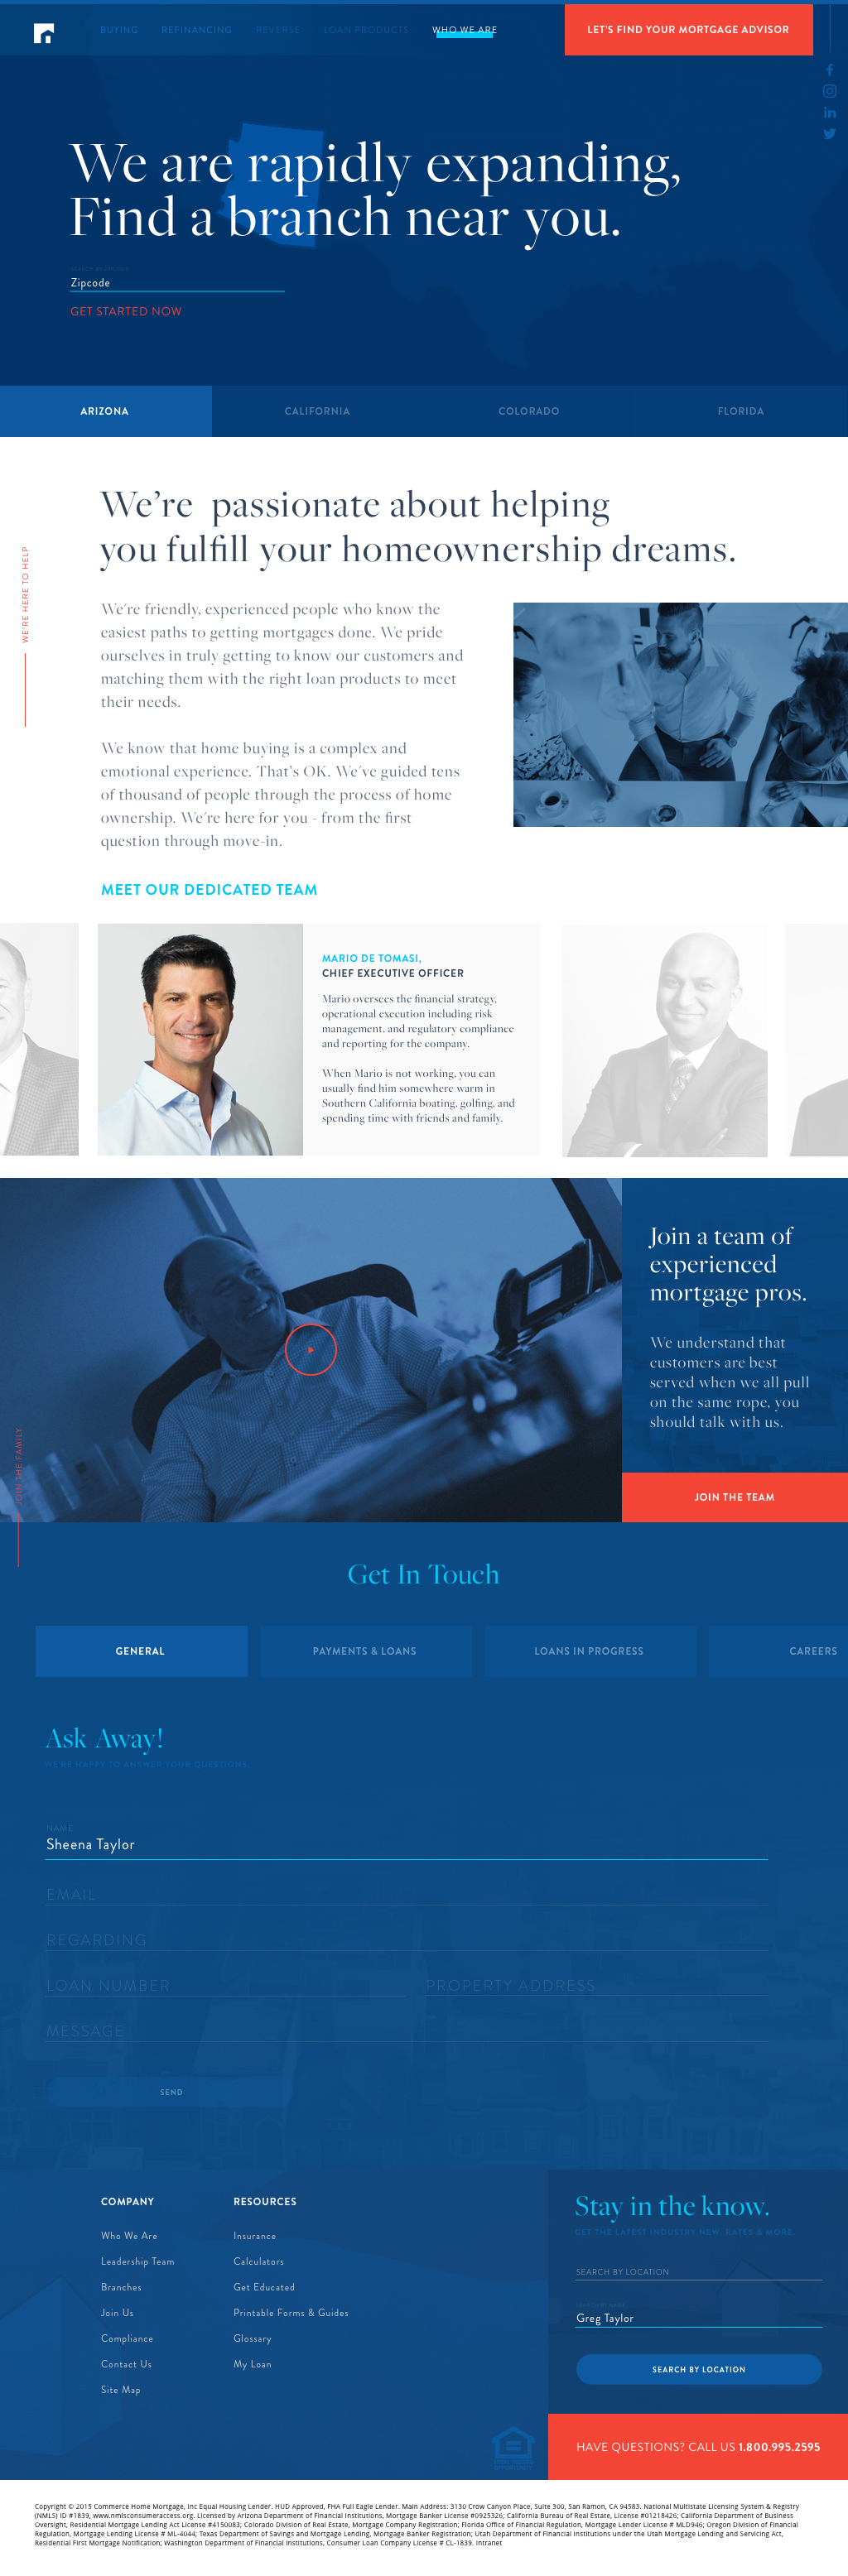 BUYING
REFINANCING
REVERSE
LOAN PRODUCTS
WHO WE ARE
LET'S FIND YOUR MORTGAGE ADVISOR
We are rapidly expanding,
Find a branch near you.
Zipcode
GET STARTED NOW
ARIZONA
CALIFORNIA
COLORADO
FLORIDA
WE'RE HERE TO HELP
We're passionate about helping
you fulfill your homeownership dreams.
We're friendly, experienced people who know the
easiest paths to getting mortgages done. We pride
ourselves in truly getting to know our customers and
matching them with the right loan products to meet
their needs.
We know that home buying is a complex and
emotional experience. That's OK. We've guided tens
of thousand of people through the process of home
ownership. We're here for you - from the first
question through move-in.
MEET OUR DEDICATED TEAM
MARIO DE TOMASI,
CHIEF EXECUTIVE OFFICER
Mario oversees the financial strategy,
operational execution including risk
management, and regulatory compliance
and reporting for the company.
When Mario is not working, you can
usually find him somewhere warm in
Southern California boating, golfing, and
spending time with friends and family.
Join a team of
experienced
mortgage pros.
We understand that
customers are best
served when we all pull
on the same rope, you
should talk with us.
JOIN THE TEAM
JOIN THE FAMILY
Get In Touch
GENERAL
PAYMENTS & LOANS
LOANS IN PROGRESS
CAREERS
Ask Away!
WE'RE HAPPY TO ANSWER YOUR QUESTIONS
NAME
Sheena Taylor
EMAIL
REGARDING
LOAN NUMBER
PROPERTY ADDRESS
MESSAGE
SEND
COMPANY
Who We Are
Leadership Team
Branches
Join Us
Compliance
Contact Us
Site Map
RESOURCES
Insurance
Calculators
Get Educated
Printable Forms & Guides
Glossary
My Loan
Stay in the know.
GET THE LATEST INDUSTRY NEW, RATES & MORE
SEARCH BY LOCATION
Greg Taylor
SEARCH BY LOCATION
HAVE QUESTIONS? CALL US 1.800.995.2595
Copyright © 2015 Commerce Home Mortgage, Inc Equal Housing Lender. HUD Approved, FHA Full Eagle Lender. Main Address: 3130 Crow Canyon Place, Suite 300, San Ramon, CA 94583. National Multistate Licensing System & Registry
(NMLS) ID #1839, www.nmlsconsumeraccess.org. Licensed by Arizona Department of Financial Institutions, Mortgage Banker License #0925326; California Bureau of Real Estate, License #01218426; California Department of Business
Oversight, Residential Mortgage Lending Act License #4150083; Colorado Division of Real Estate, Mortgage Company Registration; Florida Office of Financial Regulation, Mortgage Lender License # MLD946; Oregon Division of Financial
Regulation, Mortgage Lending License # ML-4044; Texas Department of Savings and Mortgage Lending, Mortgage Banker Registration; Utah Department of Financial Institutions under the Utah Mortgage Lending and Servicing Act,
Residential First Mortgage Notification; Washington Department of Financial Institutions, Consumer Loan Company License # CL-1839. Intranet